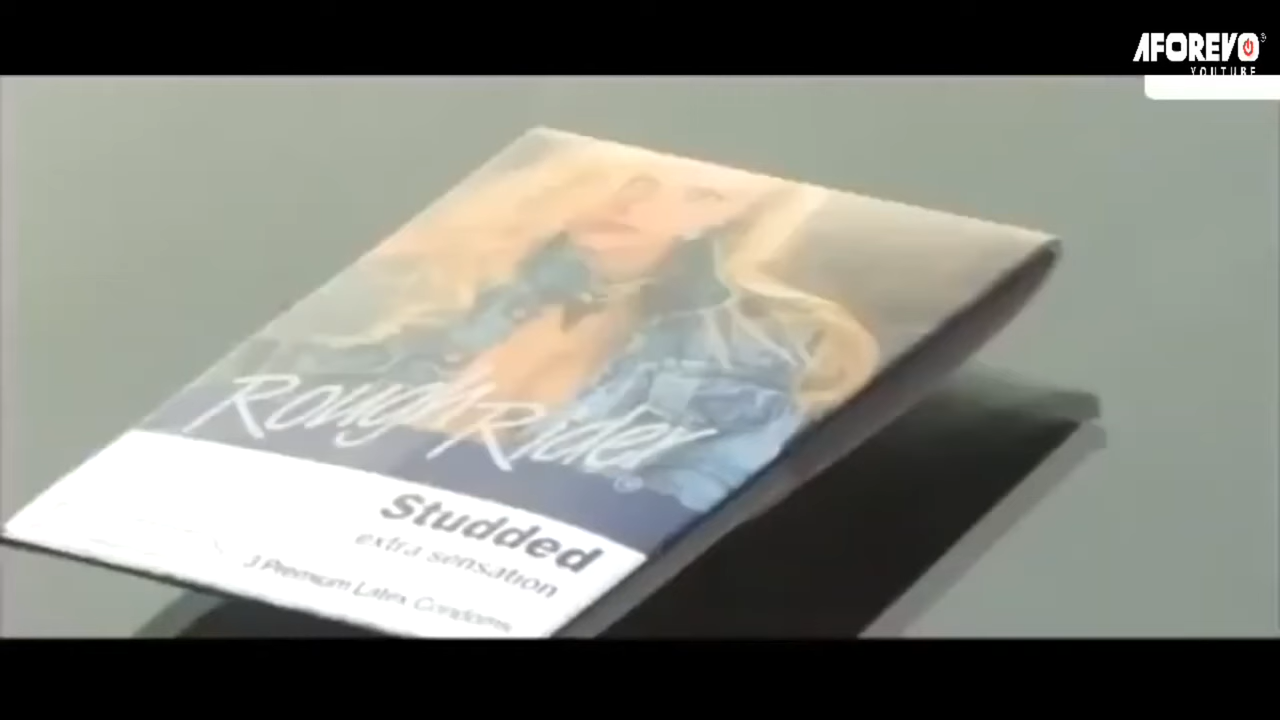 AFOREVO
YOUTUBE
Rough Rider®
Studded
extra sensation
3 Premium Latex Condoms